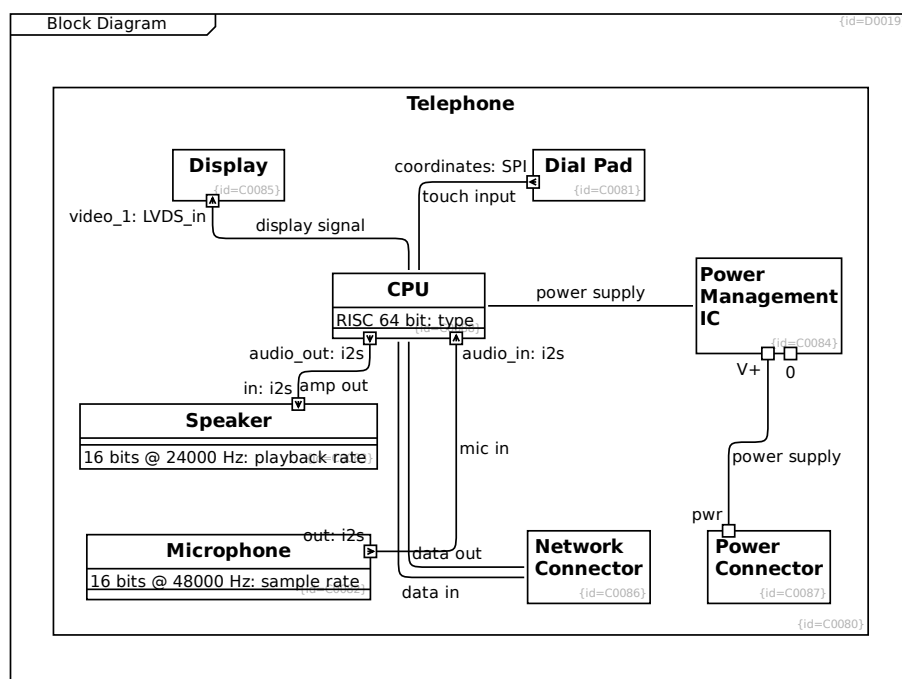 Block Diagram
{id=D0019
Telephone
Display
{id=C0085}
video_1: LVDS_in
display signal
coordinates: SPI
Dial Pad
{id=C0081}
touch input
CPU
RISC 64 bit: type
power supply
Power
Management
IC
{id=C0084}
V+
0
audio_out: i2s
audio_in: i2s
in: i2s
amp out
Speaker
16 bits @ 24000 Hz: playback rate
mic in
power supply
pwr
out: i2s
Microphone
16 bits @ 48000 Hz: sample rate
data out
data in
Network
Connector
{id=C0086}
Power
Connector
{id=C0087}
{id=C0080}